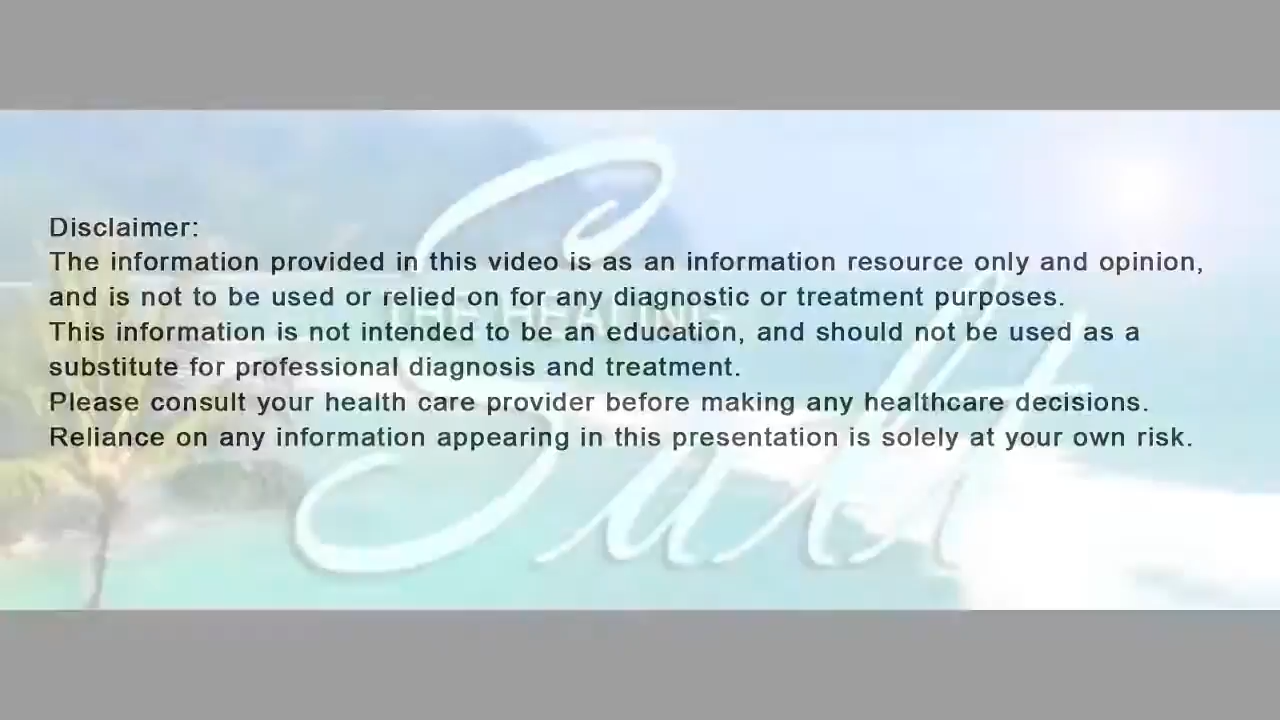 Disclaimer:
The information provided in this video is as an information resource only and opinion,
and is not to be used or relied on for any diagnostic or treatment purposes.
This information is not intended to be an education, and should not be used as a
substitute for professional diagnosis and treatment.
Please consult your health care provider before making any healthcare decisions.
Reliance on any information appearing in this presentation is solely at your own risk.
THE HEALING
Salt